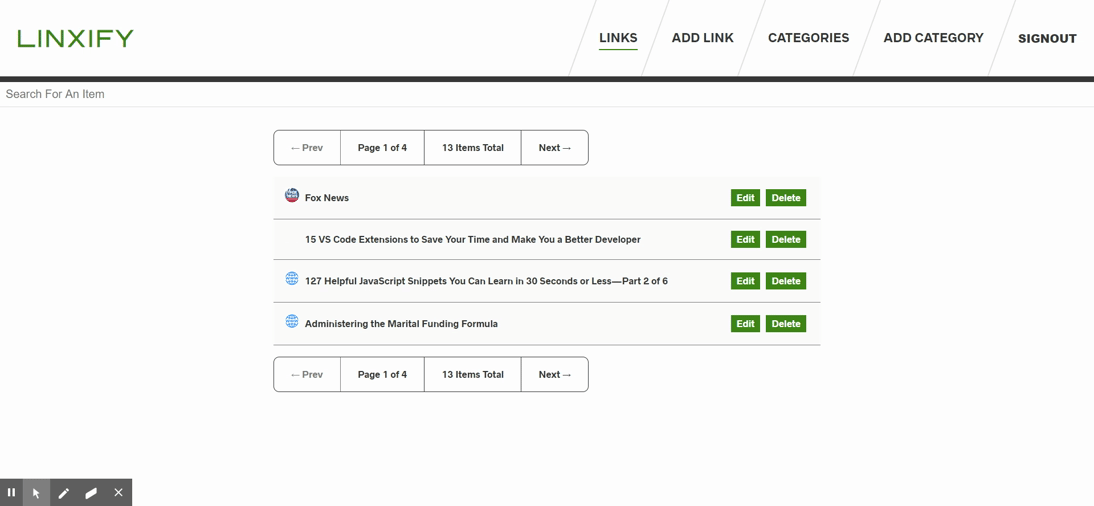 LINXIFY
LINKS
ADD LINK
CATEGORIES
ADD CATEGORY
SIGNOUT
Search For An Item
← Prev
Page 1 of 4
13 Items Total
Next →
Fox News
Edit
Delete
15 VS Code Extensions to Save Your Time and Make You a Better Developer
Edit
Delete
127 Helpful JavaScript Snippets You Can Learn in 30 Seconds or Less—Part 2 of 6
Edit
Delete
Administering the Marital Funding Formula
Edit
Delete
← Prev
Page 1 of 4
13 Items Total
Next →